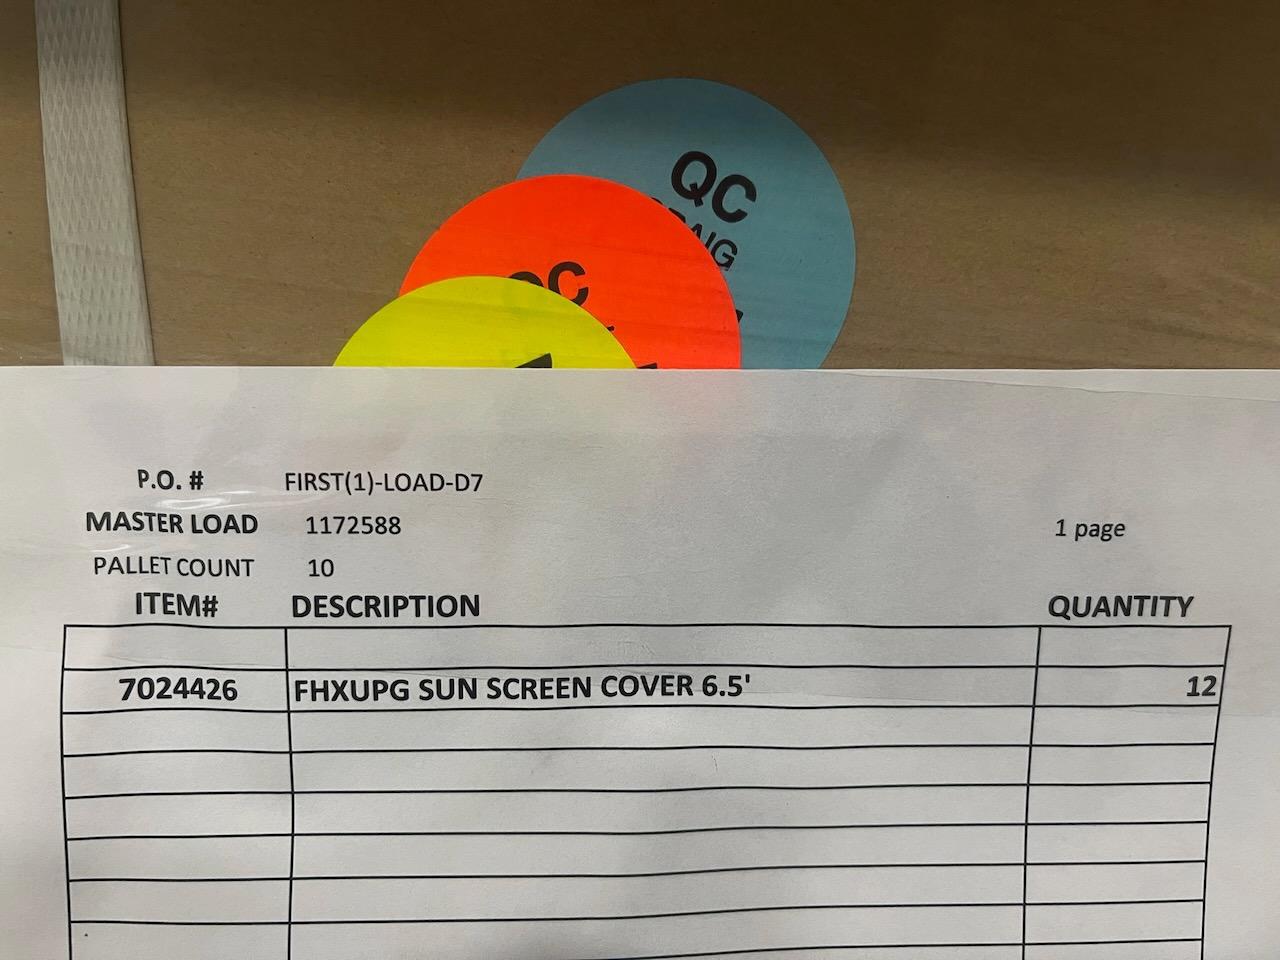 QC
QC
P.O. # FIRST(1)-LOAD-D7
MASTER LOAD 1172588 1 page
PALLET COUNT 10
ITEM# DESCRIPTION QUANTITY
7024426 FHXUPG SUN SCREEN COVER 6.5' 12